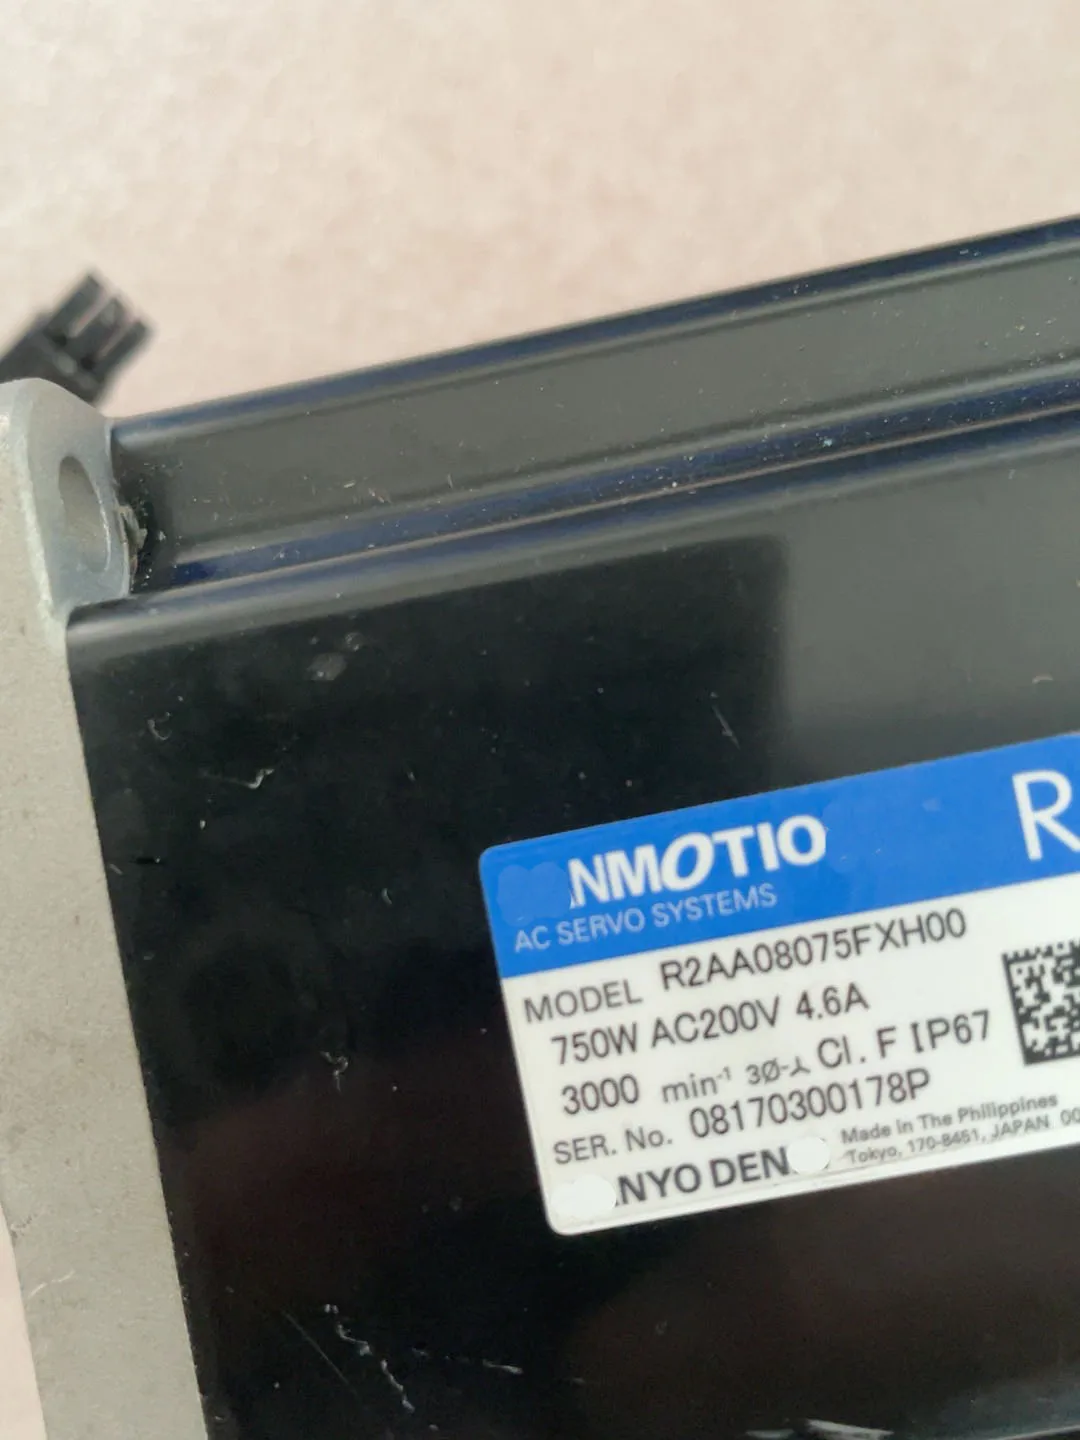 NMOTIO
R
AC SERVO SYSTEMS
MODEL R2AA08075FXH00
750W AC200V 4.6A
3000 min⁻¹ 3Ø-⅄ Cl. F IP67
SER. No. 08170300178P
NYO DEN
Made In The Philippines
Tokyo, 170-8451, JAPAN 00